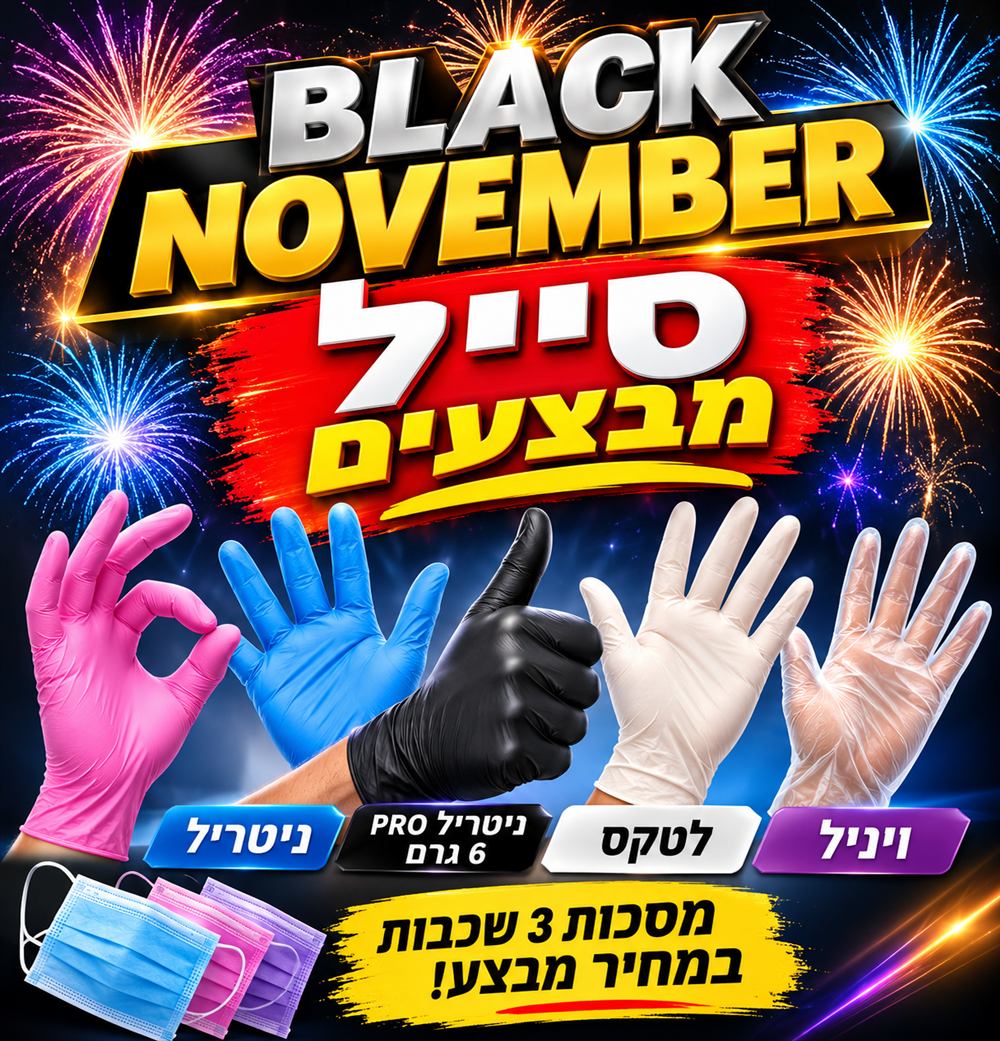 BLACK
NOVEMBER
סייל
מבצעים
ניטריל
ניטריל PRO
6 גרם
לטקס
ויניל
מסכות 3 שכבות
במחיר מבצע!